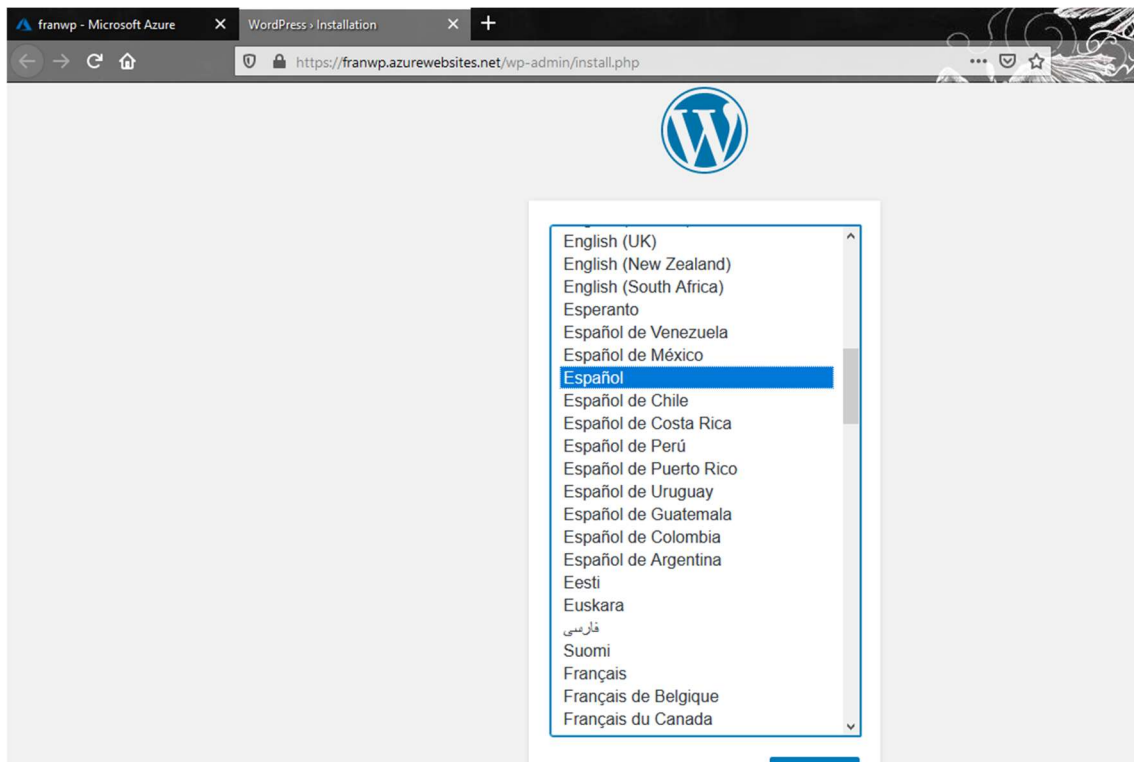 franwp - Microsoft Azure
WordPress › Installation
https://franwp.azurewebsites.net/wp-admin/install.php
English (UK)
English (New Zealand)
English (South Africa)
Esperanto
Español de Venezuela
Español de México
Español
Español de Chile
Español de Costa Rica
Español de Perú
Español de Puerto Rico
Español de Uruguay
Español de Guatemala
Español de Colombia
Español de Argentina
Eesti
Euskara
فارسی
Suomi
Français
Français de Belgique
Français du Canada